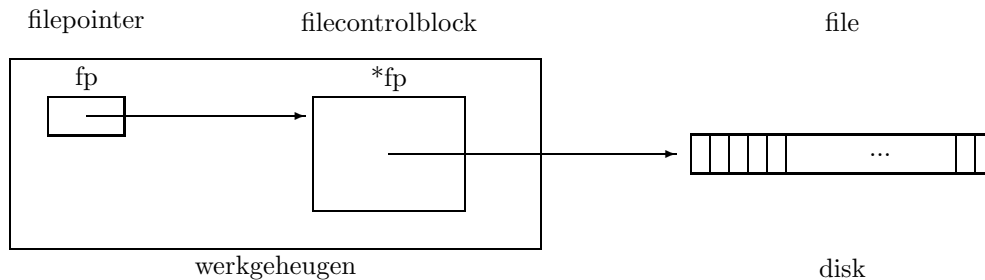 filepointer filecontrolblock file
fp *fp
...
werkgeheugen disk